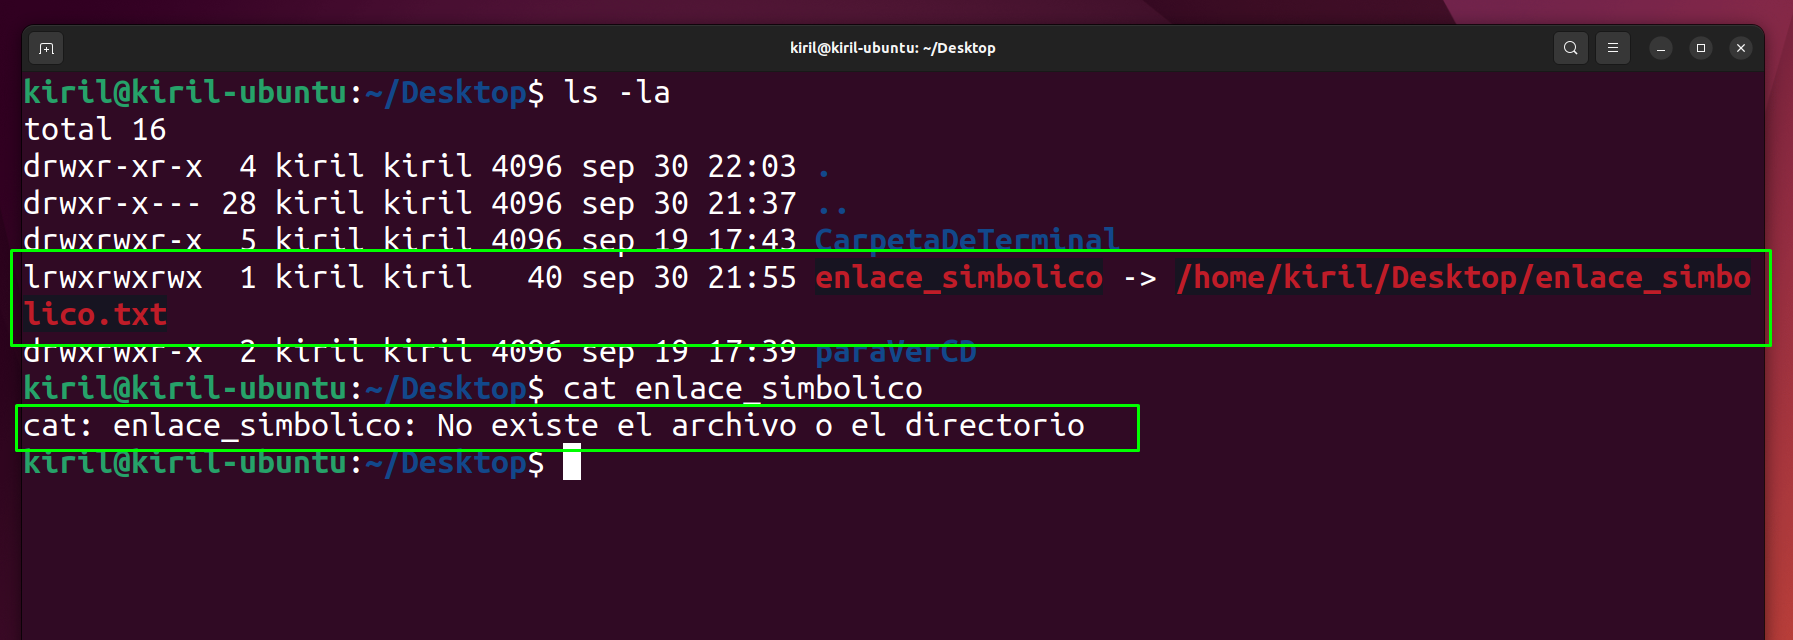 kiril@kiril-ubuntu: ~/Desktop
kiril@kiril-ubuntu:~/Desktop$ ls -la
total 16
drwxr-xr-x  4 kiril kiril 4096 sep 30 22:03 .
drwxr-x--- 28 kiril kiril 4096 sep 30 21:37 ..
drwxrwxr-x  5 kiril kiril 4096 sep 19 17:43 CarpetaDeTerminal
lrwxrwxrwx  1 kiril kiril   40 sep 30 21:55 enlace_simbolico -> /home/kiril/Desktop/enlace_simbo
lico.txt
drwxrwxr-x  2 kiril kiril 4096 sep 19 17:39 paraVerCD
kiril@kiril-ubuntu:~/Desktop$ cat enlace_simbolico
cat: enlace_simbolico: No existe el archivo o el directorio
kiril@kiril-ubuntu:~/Desktop$